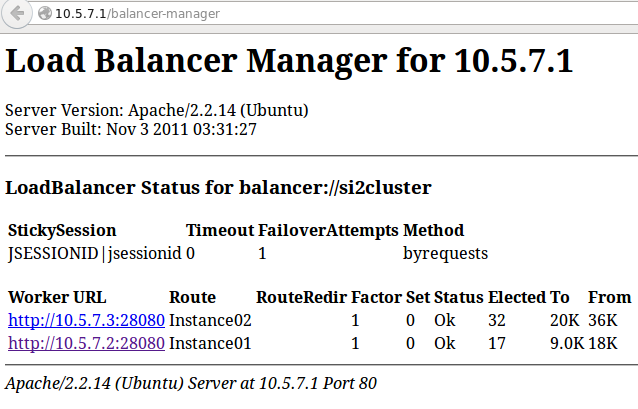 10.5.7.1/balancer-manager
Load Balancer Manager for 10.5.7.1
Server Version: Apache/2.2.14 (Ubuntu)
Server Built: Nov 3 2011 03:31:27
LoadBalancer Status for balancer://si2cluster
StickySession Timeout FailoverAttempts Method
JSESSIONID|jsessionid 0 1 byrequests
Worker URL Route RouteRedir Factor Set Status Elected To From
http://10.5.7.3:28080 Instance02 1 0 Ok 32 20K 36K
http://10.5.7.2:28080 Instance01 1 0 Ok 17 9.0K 18K
Apache/2.2.14 (Ubuntu) Server at 10.5.7.1 Port 80